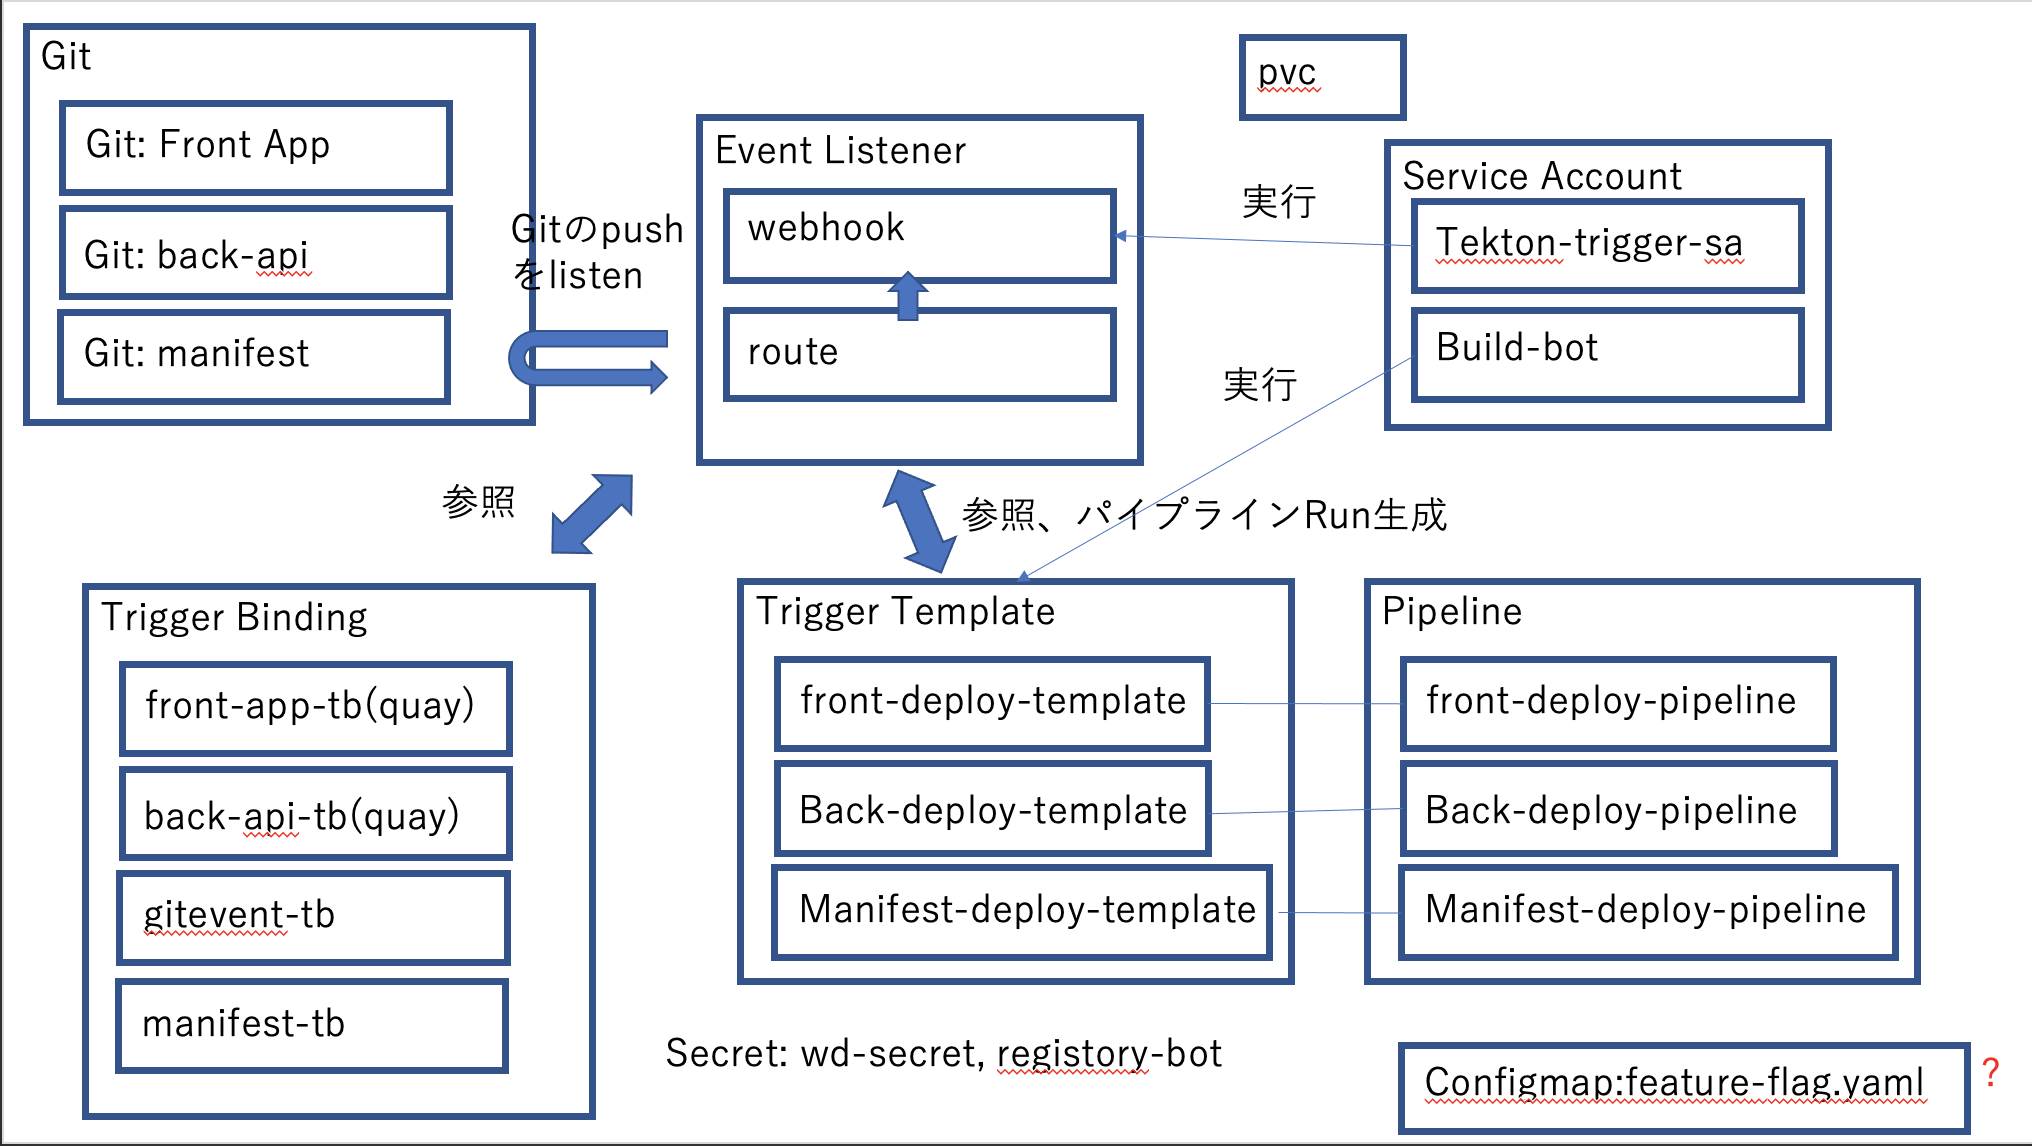 Git
Git: Front App
Git: back-api
Git: manifest
Gitのpush
をlisten
Event Listener
webhook
route
pvc
実行
Service Account
Tekton-trigger-sa
Build-bot
実行
参照
参照、パイプラインRun生成
Trigger Binding
front-app-tb(quay)
back-api-tb(quay)
gitevent-tb
manifest-tb
Trigger Template
front-deploy-template
Back-deploy-template
Manifest-deploy-template
Pipeline
front-deploy-pipeline
Back-deploy-pipeline
Manifest-deploy-pipeline
Secret: wd-secret, registory-bot
Configmap:feature-flag.yaml
?